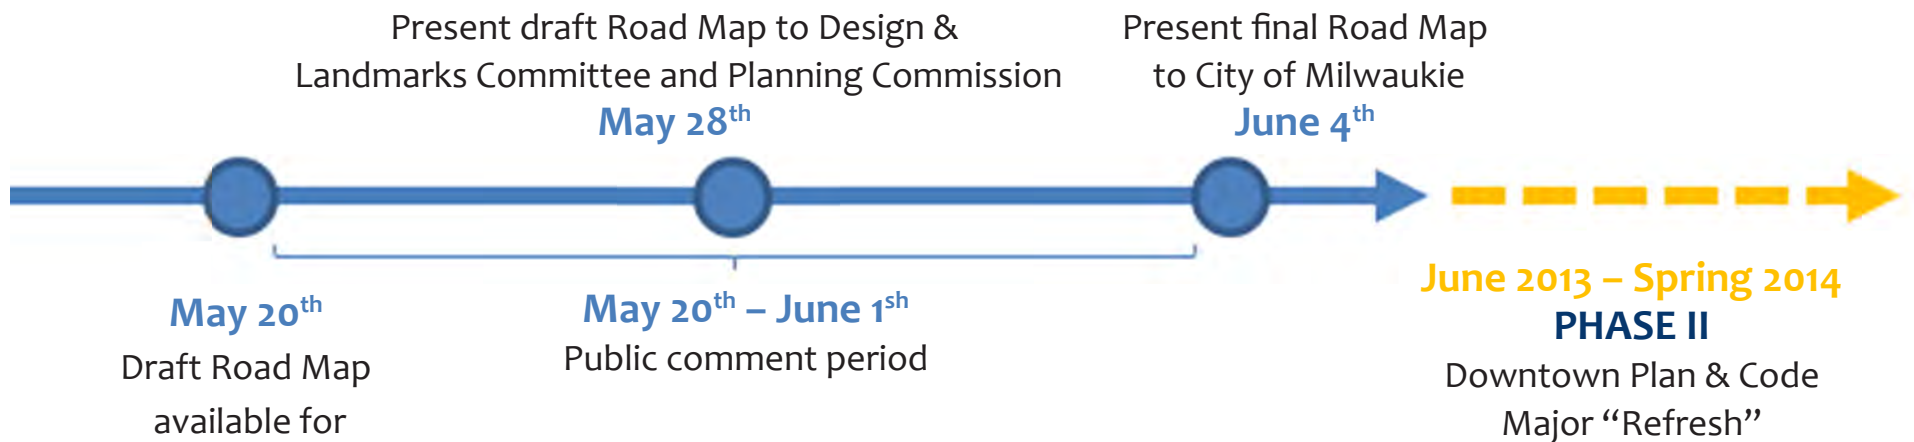 Present draft Road Map to Design &
Landmarks Committee and Planning Commission
May 28th
Present final Road Map
to City of Milwaukie
June 4th
May 20th
Draft Road Map
available for
May 20th – June 1sh
Public comment period
June 2013 – Spring 2014
PHASE II
Downtown Plan & Code
Major “Refresh”